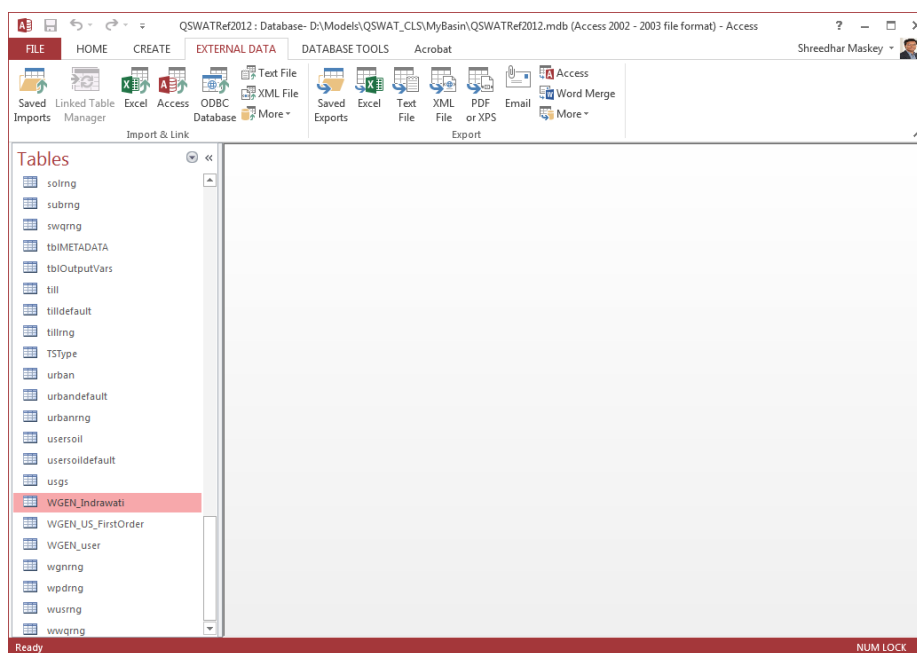 QSWATRef2012 : Database- D:\Models\QSWAT_CLS\MyBasin\QSWATRef2012.mdb (Access 2002 - 2003 file format) - Access
FILE HOME CREATE EXTERNAL DATA DATABASE TOOLS Acrobat Shreedhar Maskey
Saved Imports
Linked Table Manager
Excel
Access
ODBC Database
Text File
XML File
More
Saved Exports
Excel
Text File
XML File
PDF or XPS
Email
Access
Word Merge
More
Import & Link
Export
Tables
solrng
subrng
swqrng
tblMETADATA
tblOutputVars
till
tilldefault
tillrng
TSType
urban
urbandefault
urbanrng
usersoil
usersoildefault
usgs
WGEN_Indrawati
WGEN_US_FirstOrder
WGEN_user
wgnrng
wpdrng
wusrng
wwqrng
Ready NUM LOCK